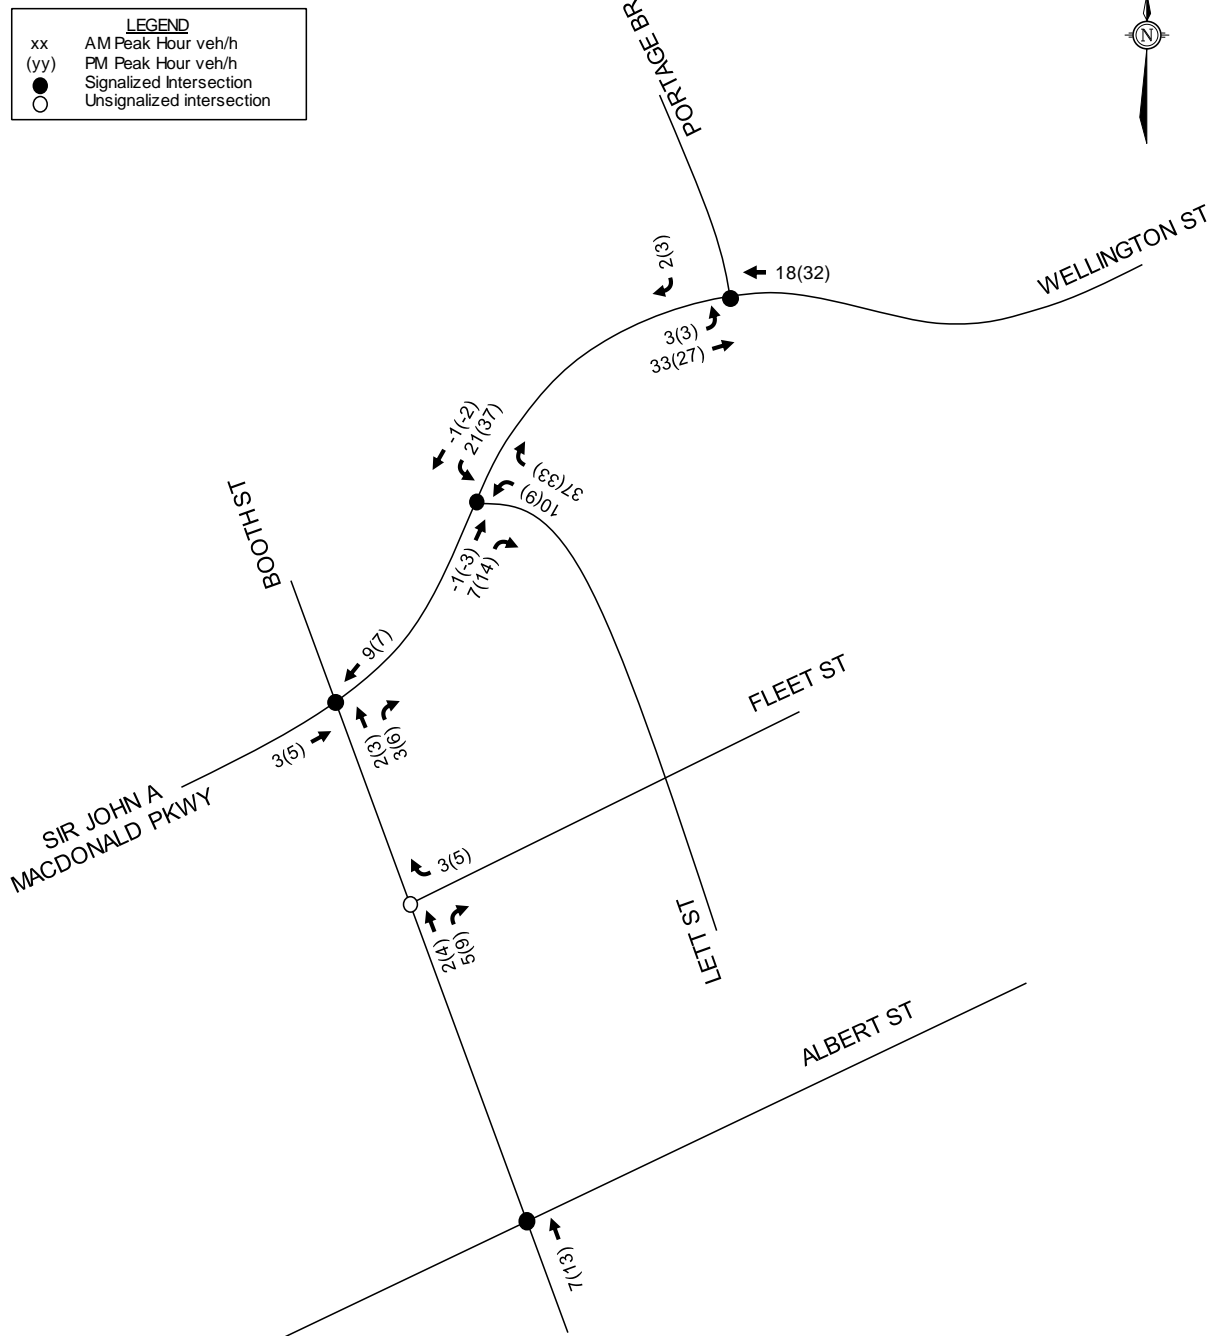 LEGEND
xx AM Peak Hour veh/h
(yy) PM Peak Hour veh/h
Signalized Intersection
Unsignalized intersection
PORTAGE BR
N
WELLINGTON ST
2(3)
18(32)
3(3)
33(27)
-1(-2)
21(37)
37(33)
10(9)
-1(-3)
7(14)
BOOTH ST
9(7)
FLEET ST
3(5)
2(3)
3(6)
SIR JOHN A
MACDONALD PKWY
3(5)
2(4)
5(9)
LETT ST
ALBERT ST
7(13)